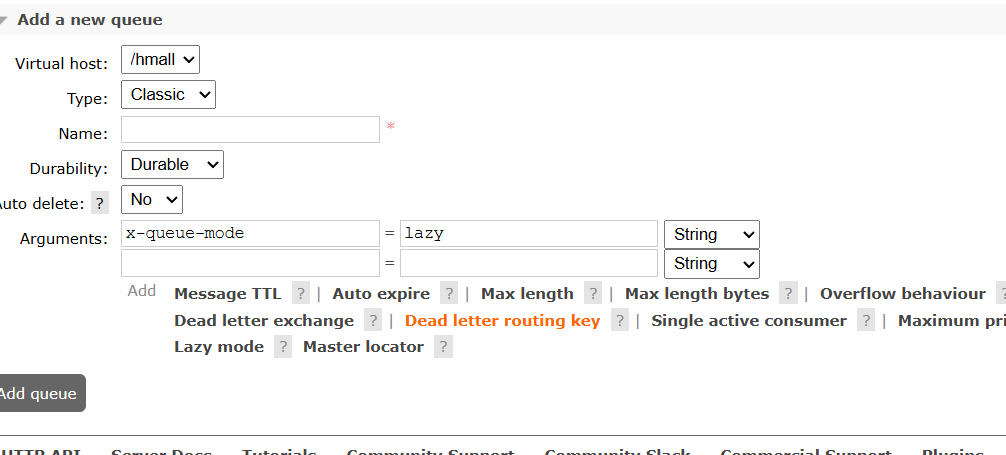 Add a new queue
Virtual host: /hmall
Type: Classic
Name: *
Durability: Durable
uto delete: ? No
Arguments: x-queue-mode = lazy String
= String
Add Message TTL ? | Auto expire ? | Max length ? | Max length bytes ? | Overflow behaviour ?
Dead letter exchange ? | Dead letter routing key ? | Single active consumer ? | Maximum pri
Lazy mode ? Master locator ?
Add queue
HTTP API Server Docs Tutorials Community Support Community Slack Commercial Support Plugins